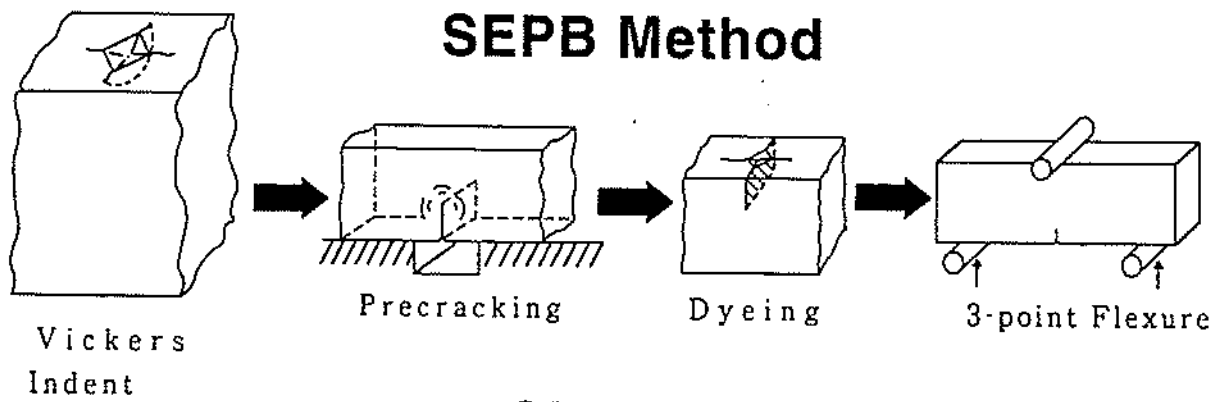 SEPB Method
Vickers
Indent
Precracking
Dyeing
3-point Flexure